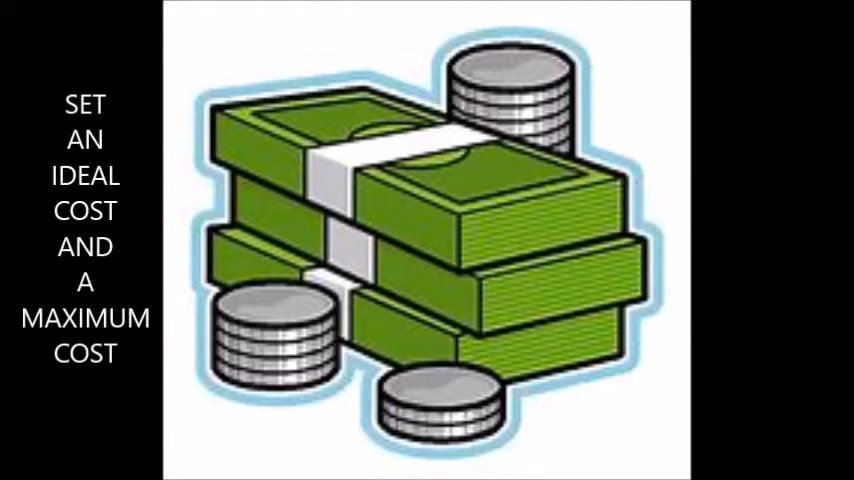 SET
AN
IDEAL
COST
AND
A
MAXIMUM
COST